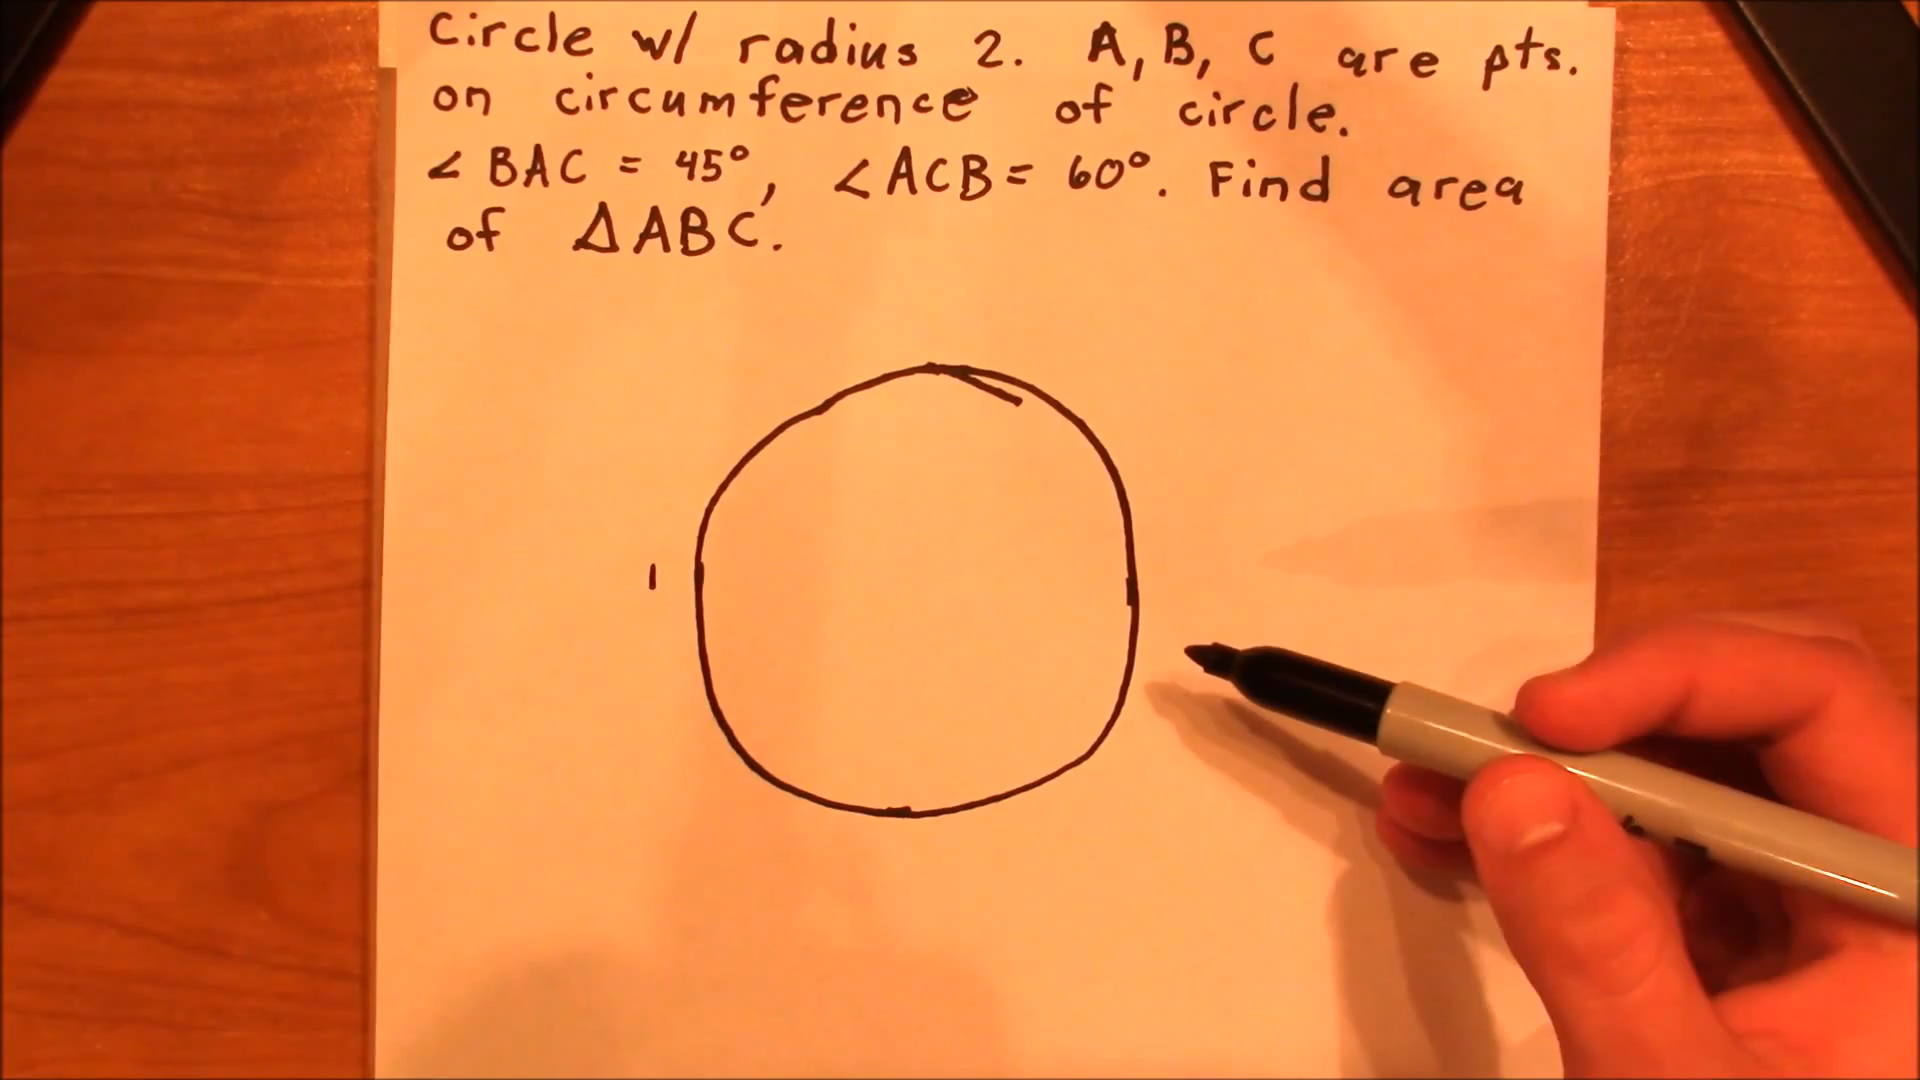 Circle w/ radius 2. A, B, C are pts.
on circumference of circle.
∠BAC = 45°, ∠ACB = 60°. Find area
of ΔABC.